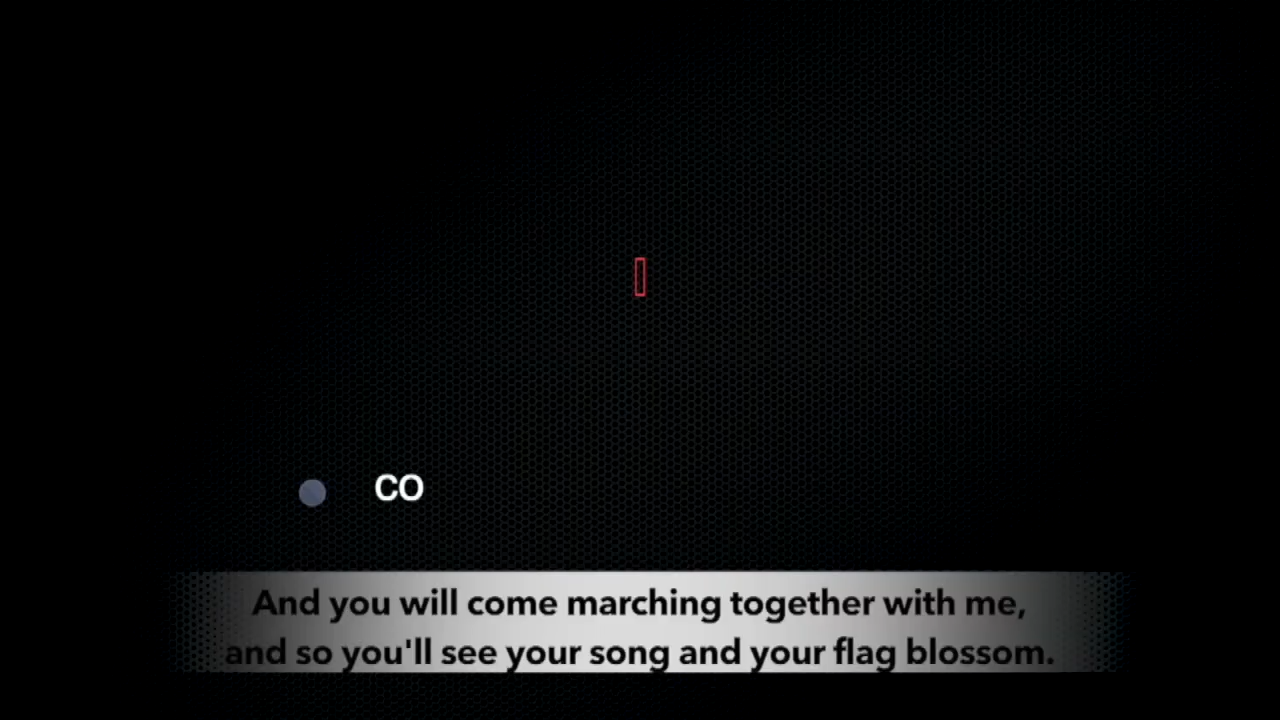 CO
And you will come marching together with me,
and so you'll see your song and your flag blossom.